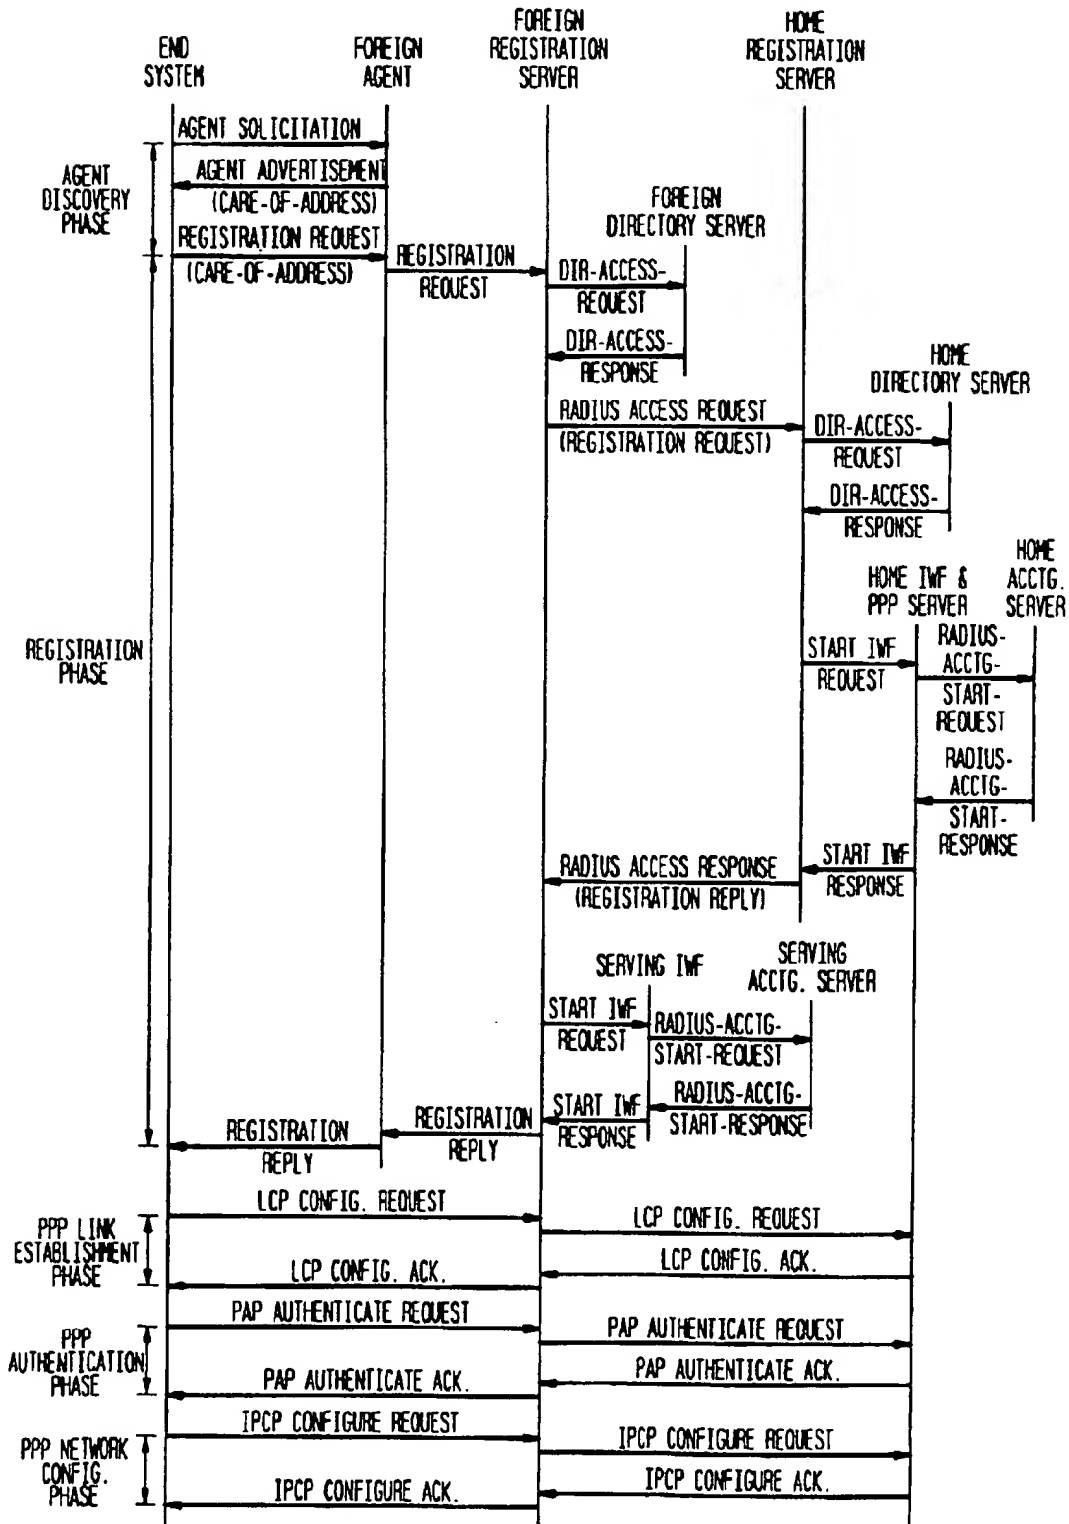 END
SYSTEM
FOREIGN
AGENT
FOREIGN
REGISTRATION
SERVER
HOME
REGISTRATION
SERVER
AGENT SOLICITATION
AGENT
DISCOVERY
PHASE
AGENT ADVERTISEMENT
(CARE-OF-ADDRESS)
FOREIGN
DIRECTORY SERVER
REGISTRATION REQUEST
(CARE-OF-ADDRESS)
REGISTRATION
REQUEST
DIR-ACCESS-
REQUEST
DIR-ACCESS-
RESPONSE
HOME
DIRECTORY SERVER
RADIUS ACCESS REQUEST
(REGISTRATION REQUEST)
DIR-ACCESS-
REQUEST
DIR-ACCESS-
RESPONSE
HOME IWF &
PPP SERVER
HOME
ACCTG.
SERVER
REGISTRATION
PHASE
START IWF
REQUEST
RADIUS-
ACCTG-
START-
REQUEST
RADIUS-
ACCTG-
START-
RESPONSE
START IWF
RESPONSE
RADIUS ACCESS RESPONSE
(REGISTRATION REPLY)
SERVING IWF
SERVING
ACCTG. SERVER
START IWF
REQUEST
RADIUS-ACCTG-
START-REQUEST
RADIUS-ACCTG-
START-RESPONSE
START IWF
RESPONSE
REGISTRATION
REPLY
REGISTRATION
REPLY
LCP CONFIG. REQUEST
LCP CONFIG. REQUEST
PPP LINK
ESTABLISHMENT
PHASE
LCP CONFIG. ACK.
LCP CONFIG. ACK.
PAP AUTHENTICATE REQUEST
PAP AUTHENTICATE REQUEST
PPP
AUTHENTICATION
PHASE
PAP AUTHENTICATE ACK.
PAP AUTHENTICATE ACK.
IPCP CONFIGURE REQUEST
IPCP CONFIGURE REQUEST
PPP NETWORK
CONFIG.
PHASE
IPCP CONFIGURE ACK.
IPCP CONFIGURE ACK.